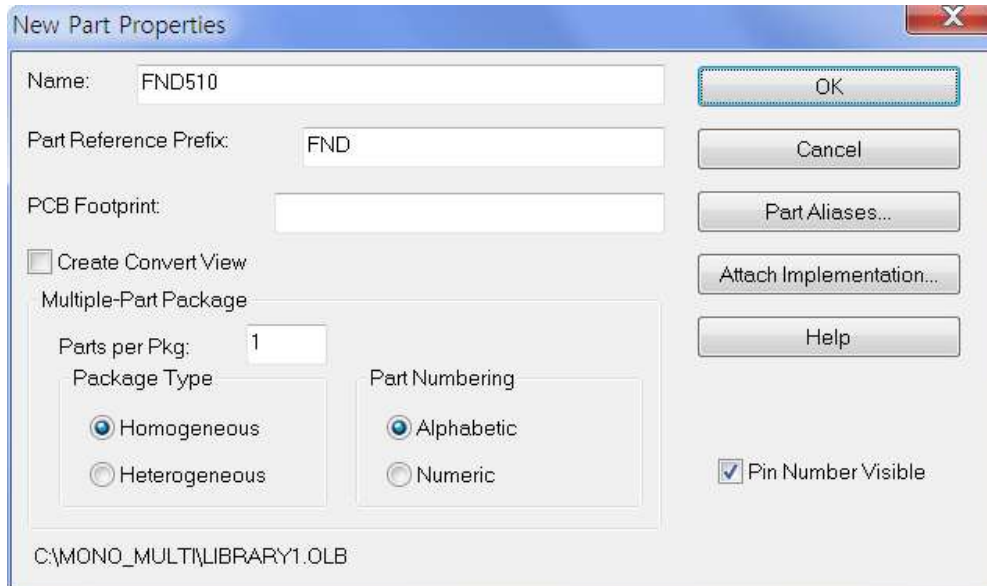 New Part Properties
Name: FND510
OK
Part Reference Prefix: FND
Cancel
PCB Footprint:
Part Aliases...
Create Convert View
Attach Implementation...
Multiple-Part Package
Parts per Pkg: 1
Help
Package Type
Part Numbering
Homogeneous
Alphabetic
Heterogeneous
Numeric
Pin Number Visible
C:\MONO_MULTI\LIBRARY1.OLB